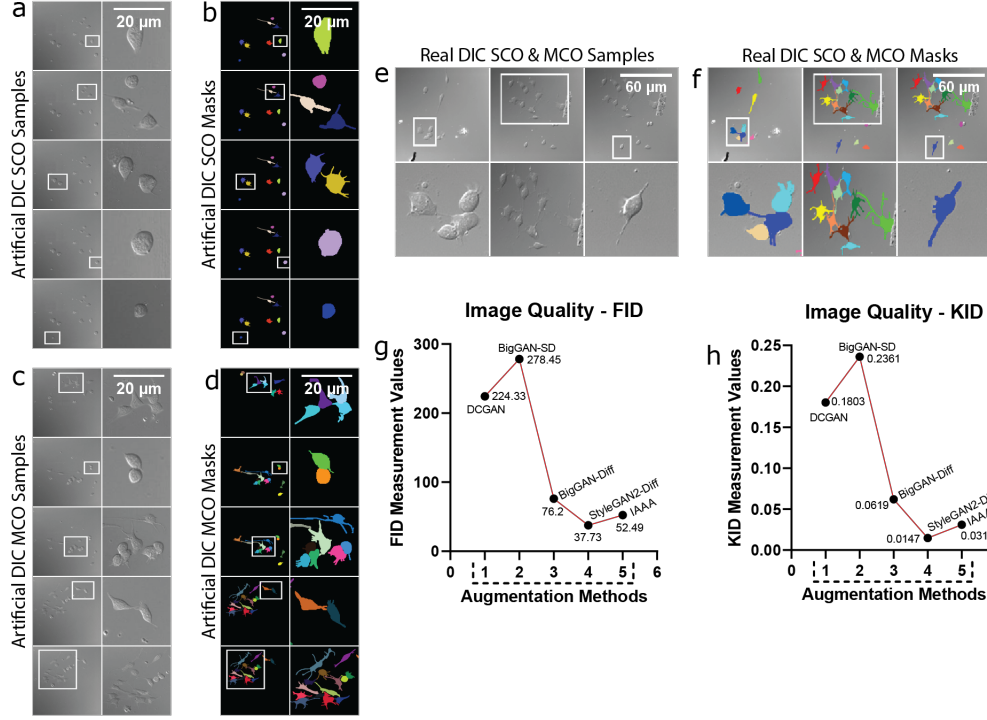 a
20 µm
Artificial DIC SCO Samples
b
20 µm
Artificial DIC SCO Masks
c
20 µm
Artificial DIC MCO Samples
d
20 µm
Artificial DIC MCO Masks
Real DIC SCO & MCO Samples
e
60 µm
Real DIC SCO & MCO Masks
f
60 µm
Image Quality - FID
g
FID Measurement Values
300
200
100
0
BigGAN-SD
278.45
224.33
DCGAN
BigGAN-Diff
76.2
StyleGAN2-Diff
37.73
IAAA
52.49
0 1 2 3 4 5 6
Augmentation Methods
Image Quality - KID
h
KID Measurement Values
0.25
0.20
0.15
0.10
0.05
0.00
BigGAN-SD
0.2361
0.1803
DCGAN
BigGAN-Diff
0.0619
StyleGAN2-D
0.0147
IAA
0.031
0 1 2 3 4 5
Augmentation Methods